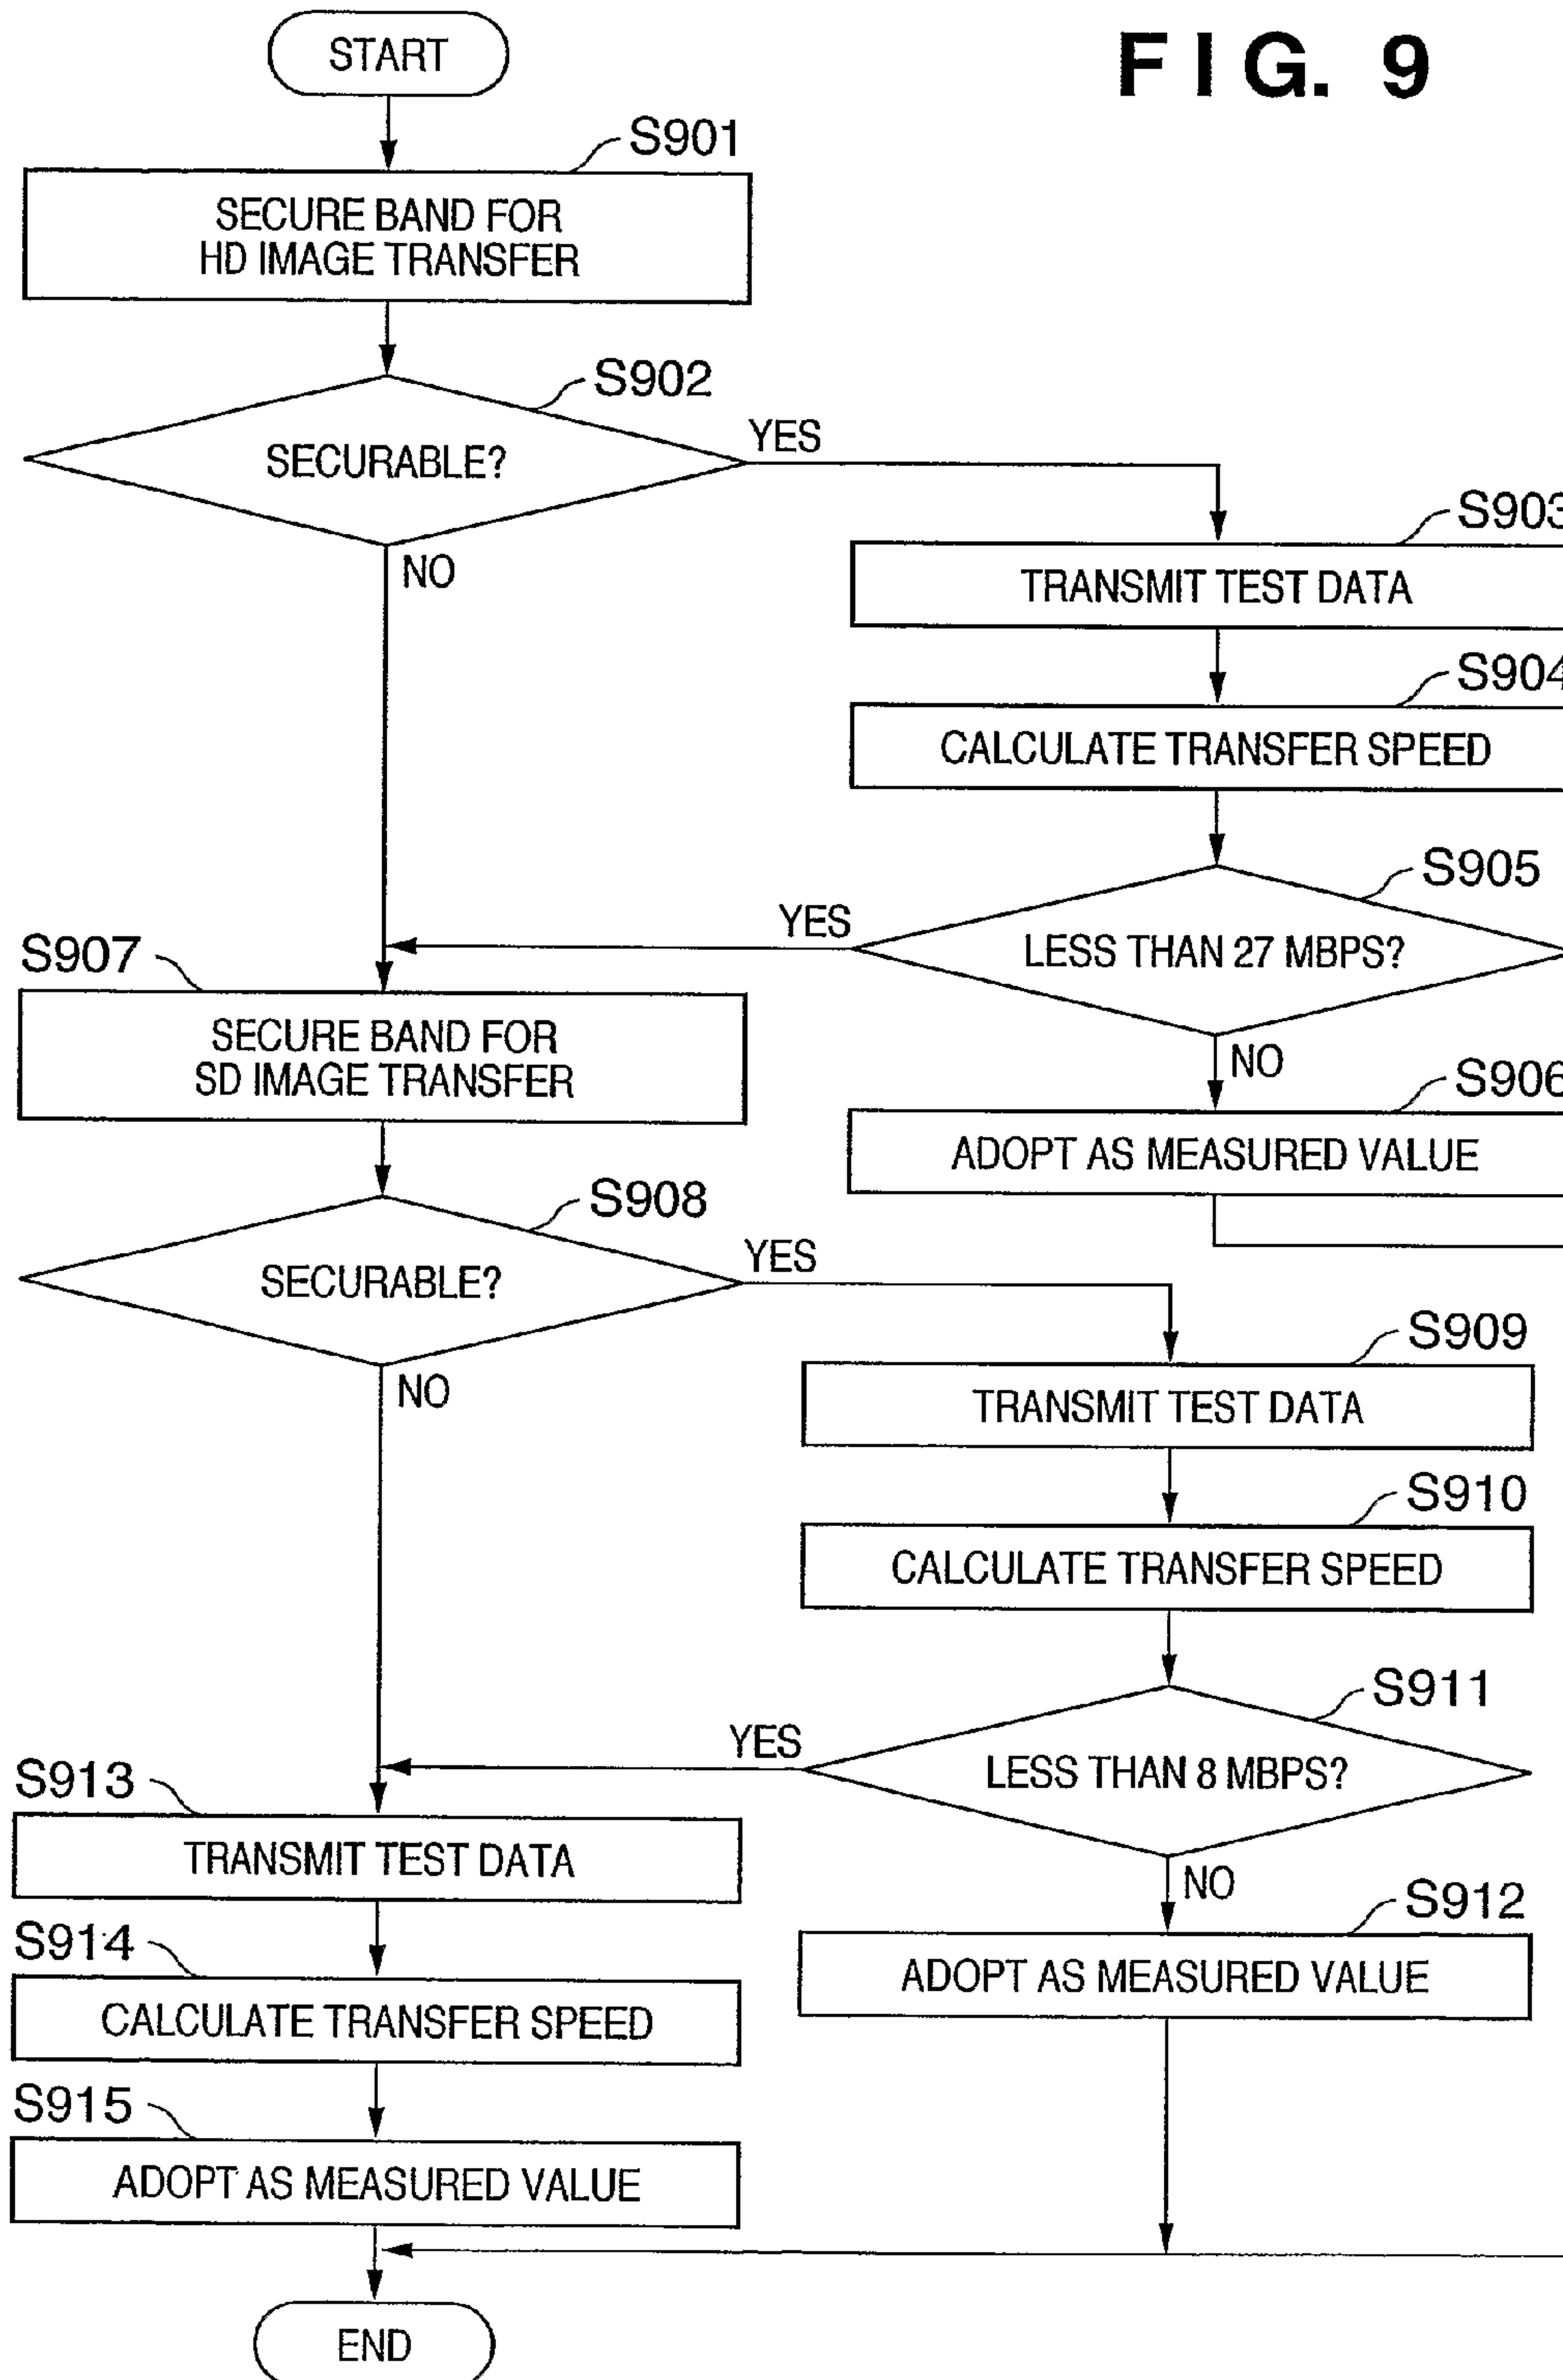 FIG. 9
START
S901
SECURE BAND FOR
HD IMAGE TRANSFER
S902
SECURABLE?
YES
NO
S903
TRANSMIT TEST DATA
S904
CALCULATE TRANSFER SPEED
S905
LESS THAN 27 MBPS?
YES
NO
S906
ADOPT AS MEASURED VALUE
S907
SECURE BAND FOR
SD IMAGE TRANSFER
S908
SECURABLE?
YES
NO
S909
TRANSMIT TEST DATA
S910
CALCULATE TRANSFER SPEED
S911
LESS THAN 8 MBPS?
YES
NO
S912
ADOPT AS MEASURED VALUE
S913
TRANSMIT TEST DATA
S914
CALCULATE TRANSFER SPEED
S915
ADOPT AS MEASURED VALUE
END